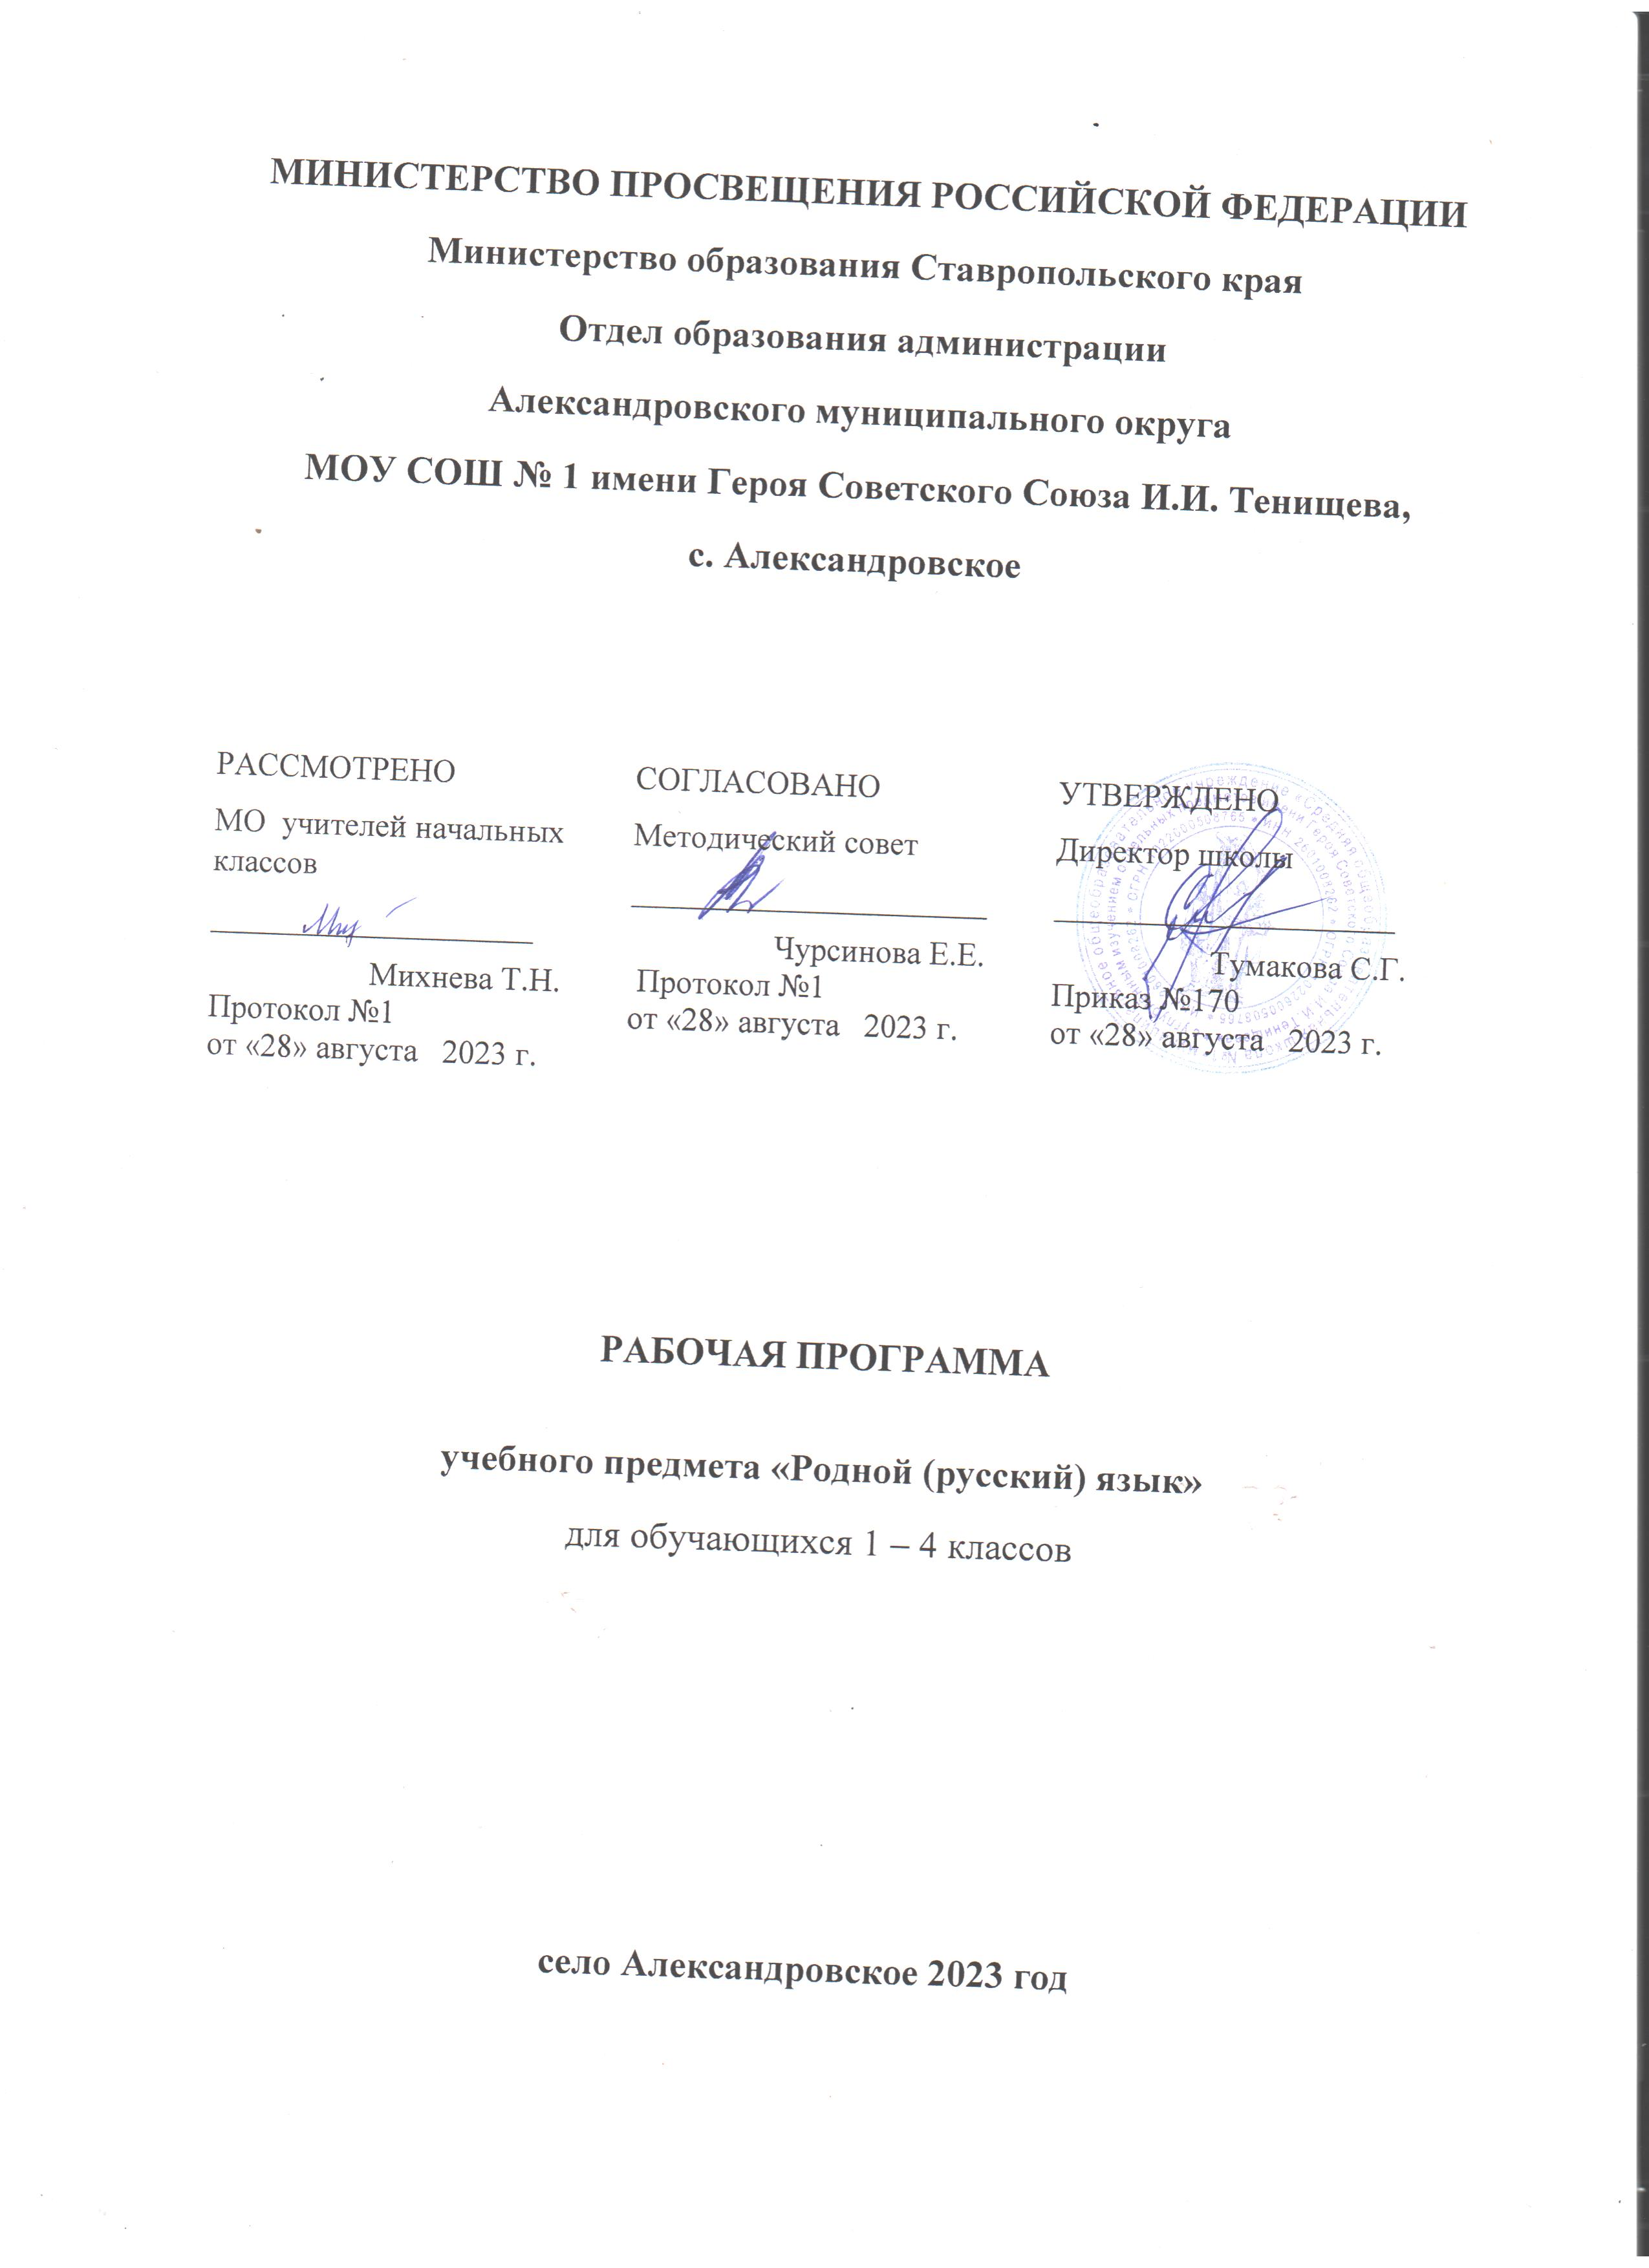 МИНИСТЕРСТВО ПРОСВЕЩЕНИЯ РОССИЙСКОЙ ФЕДЕРАЦИИ
Министерство образования Ставропольского края
Отдел образования администрации
Александровского муниципального округа
МОУ СОШ № 1 имени Героя Советского Союза И.И. Тенищева,
с. Александровское
РАССМОТРЕНО
МО учителей начальных
классов
Михнева Т.Н.
Протокол №1
от «28» августа 2023 г.
СОГЛАСОВАНО
Методический совет
Чурсинова Е.Е.
Протокол №1
от «28» августа 2023 г.
УТВЕРЖДЕНО
Директор школы
Тумакова С.Г.
Приказ №170
от «28» августа 2023 г.
РАБОЧАЯ ПРОГРАММА
учебного предмета «Родной (русский) язык»
для обучающихся 1 – 4 классов
село Александровское 2023 год